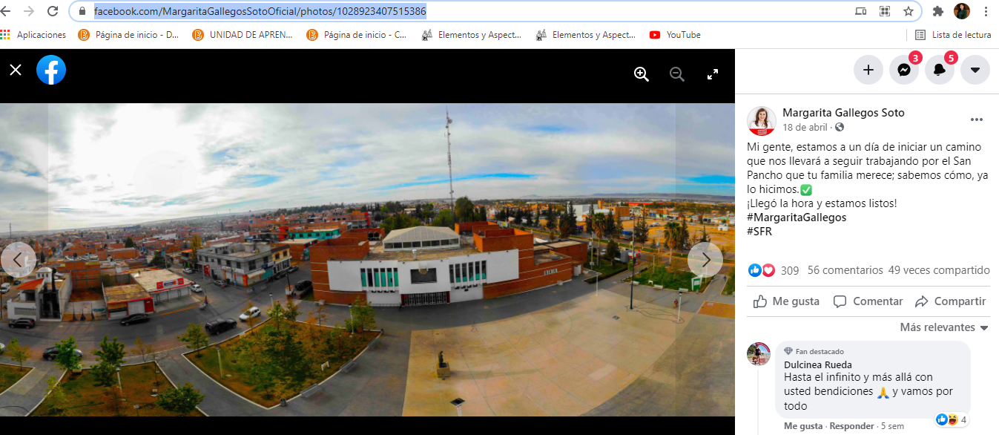 facebook.com/MargaritaGallegosSotoOficial/photos/1028923407515386
Aplicaciones
Página de inicio - D...
UNIDAD DE APREN...
Página de inicio - C...
Elementos y Aspect...
Elementos y Aspect...
YouTube
Lista de lectura
3
5
Margarita Gallegos Soto
18 de abril ·
Mi gente, estamos a un día de iniciar un camino
que nos llevará a seguir trabajando por el San
Pancho que tu familia merece; sabemos cómo, ya
lo hicimos.✅
¡Llegó la hora y estamos listos!
#MargaritaGallegos
#SFR
309 56 comentarios 49 veces compartido
Me gusta Comentar Compartir
Más relevantes
Fan destacado
Dulcinea Rueda
Hasta el infinito y más allá con
usted bendiciones 🙏 y vamos por
todo
4
Me gusta · Responder · 5 sem